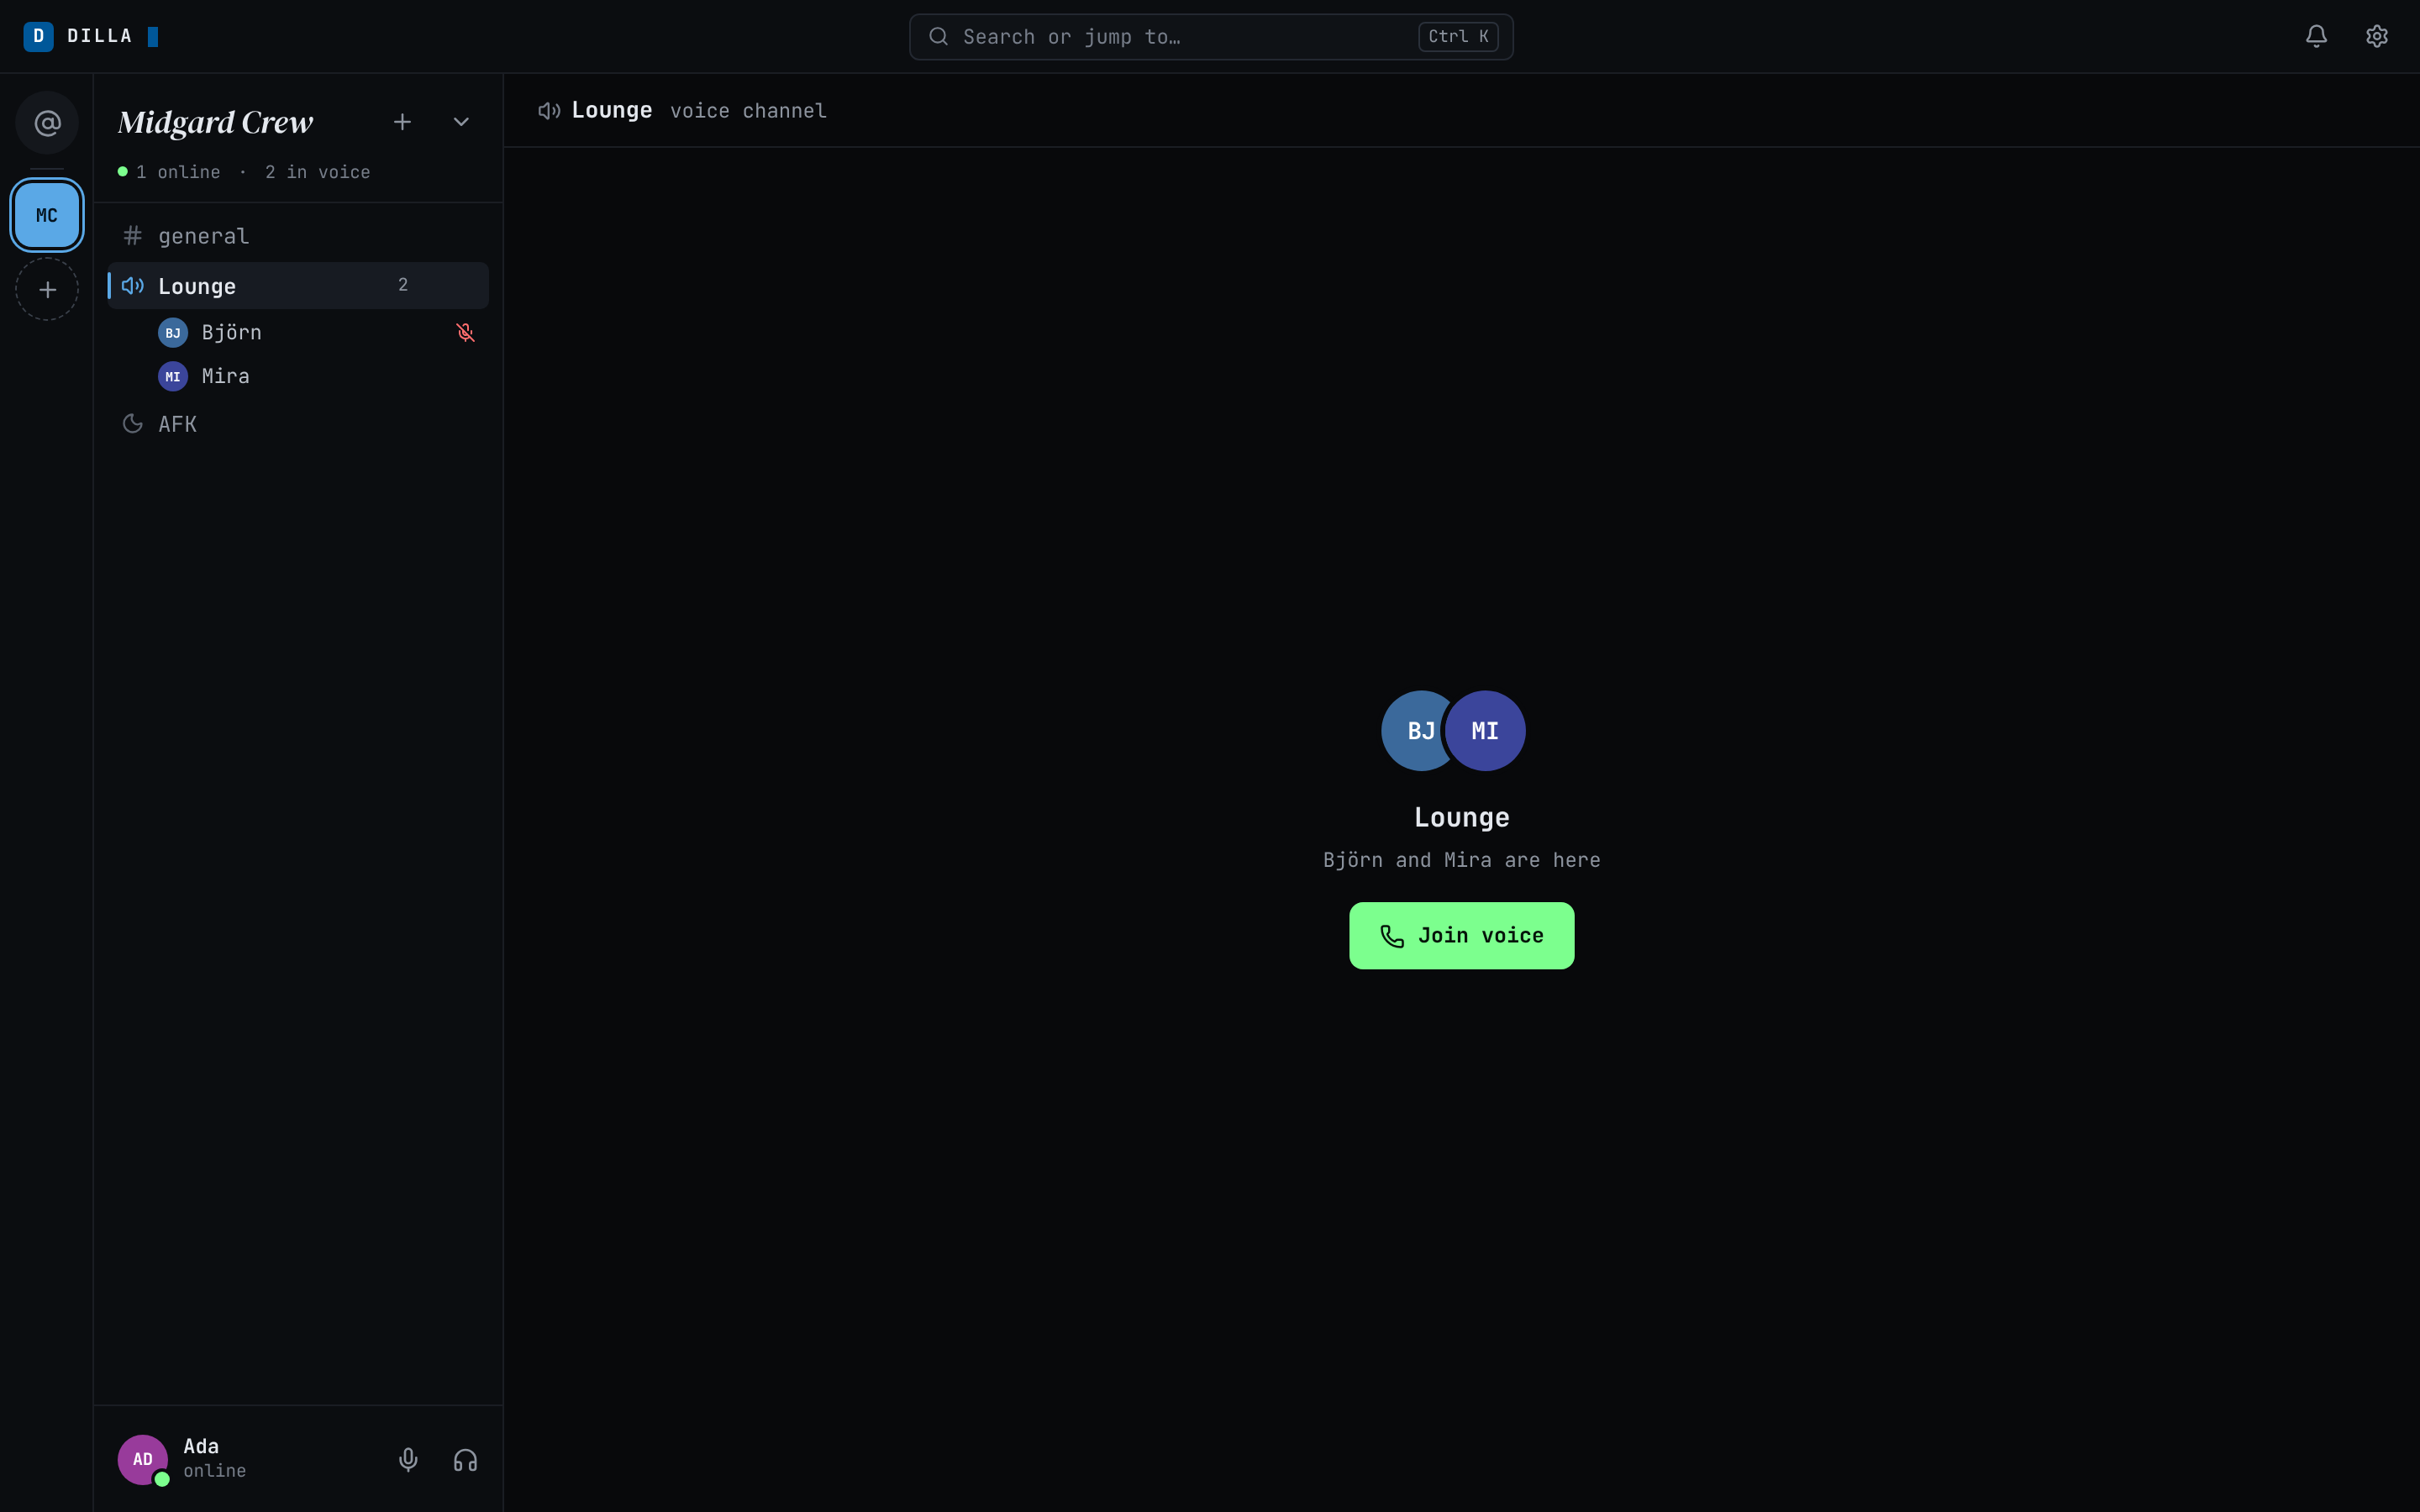 D DILLA
Search or jump to… Ctrl K
Midgard Crew
1 online · 2 in voice
MC
general
Lounge 2
BJ Björn
MI Mira
AFK
Lounge voice channel
BJ MI
Lounge
Björn and Mira are here
Join voice
AD Ada
online